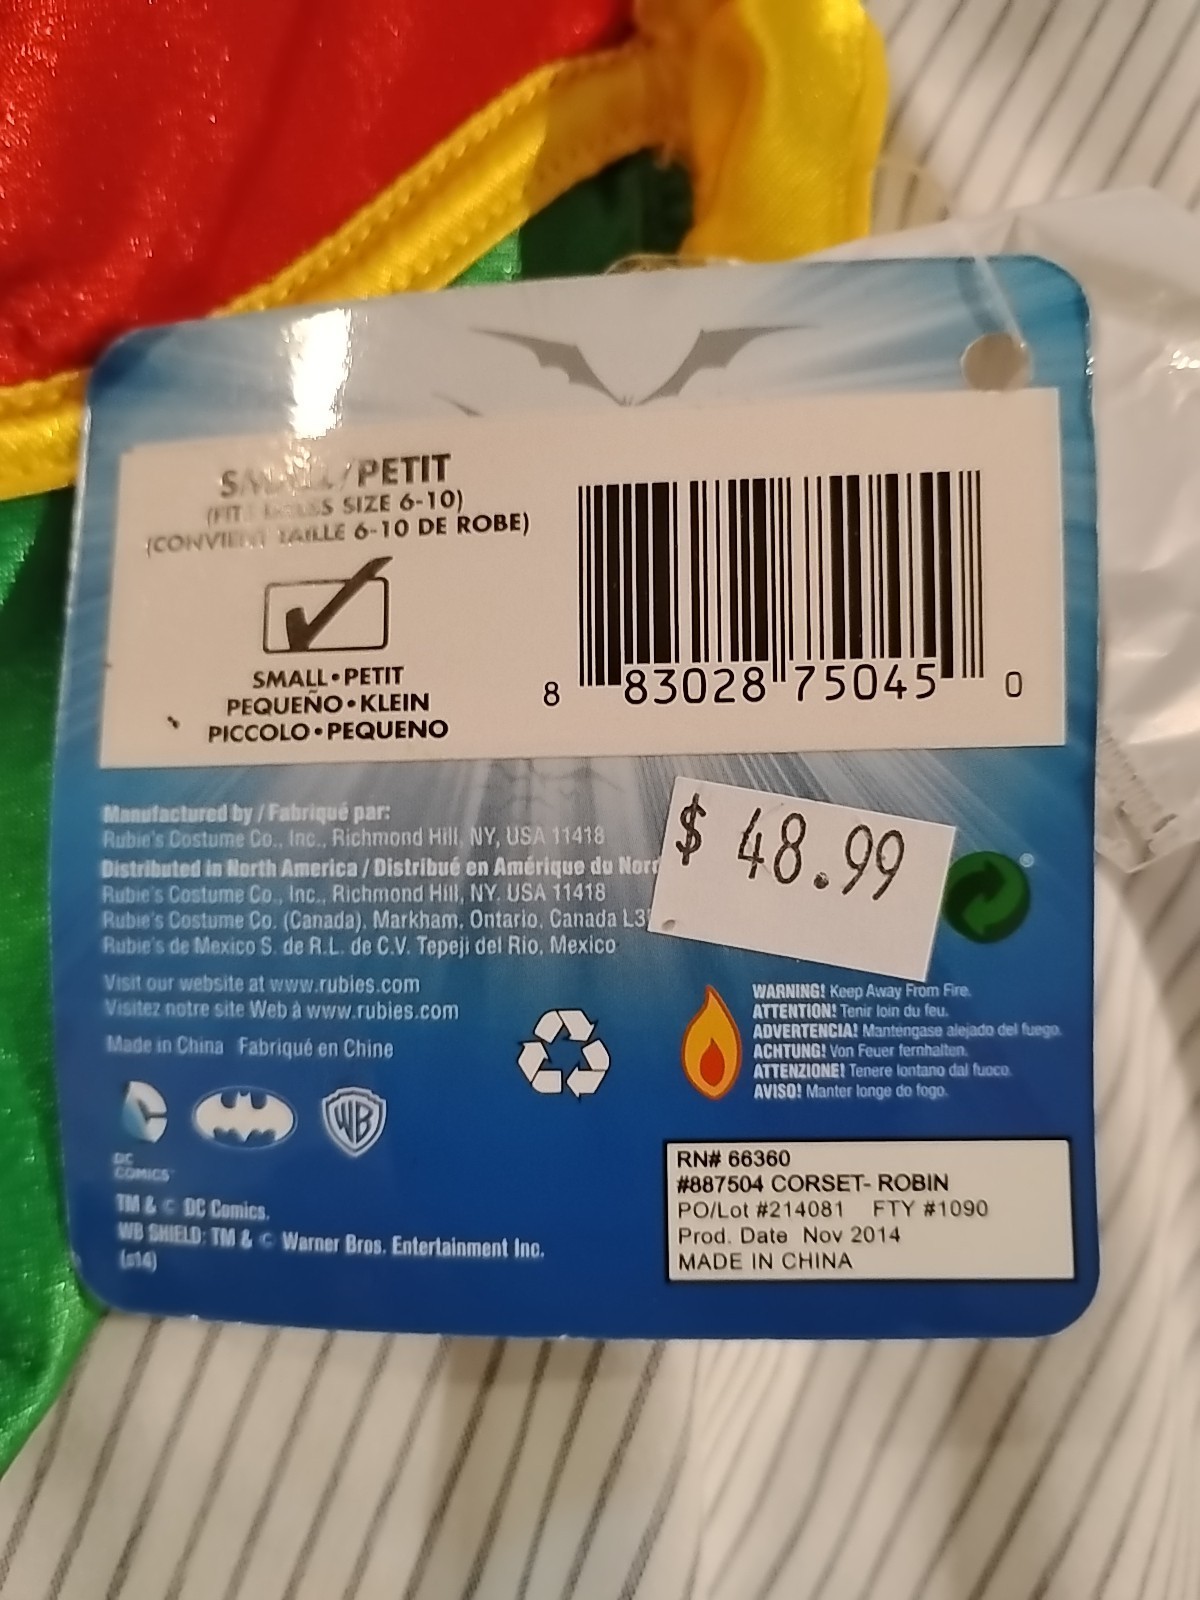 SMALL/PETIT
(FITS DRESS SIZE 6-10)
(CONVIENT TAILLE 6-10 DE ROBE)
SMALL•PETIT
PEQUEÑO•KLEIN
PICCOLO•PEQUENO
8 83028 75045 0
Manufactured by / Fabriqué par:
Rubie's Costume Co., Inc., Richmond Hill, NY, USA 11418
Distributed in North America / Distribué en Amérique du Nord
Rubie's Costume Co., Inc., Richmond Hill, NY. USA 11418
Rubie's Costume Co. (Canada), Markham, Ontario, Canada
Rubie's de Mexico S. de R.L. de C.V. Tepeji del Rio, Mexico
$ 48.99
Visit our website at www.rubies.com
Visitez notre site Web à www.rubies.com
Made in China Fabriqué en Chine
WARNING! Keep Away From Fire.
ATTENTION! Tenir loin du feu.
ADVERTENCIA! Manténgase alejado del fuego.
ACHTUNG! Von Feuer fernhalten.
ATTENZIONE! Tenere lontano dal fuoco.
AVISO! Manter longe do fogo.
DC
COMICS
WB
TM & © DC Comics.
WB SHIELD: TM & © Warner Bros. Entertainment Inc.
(s14)
RN# 66360
#887504 CORSET- ROBIN
PO/Lot #214081 FTY #1090
Prod. Date Nov 2014
MADE IN CHINA